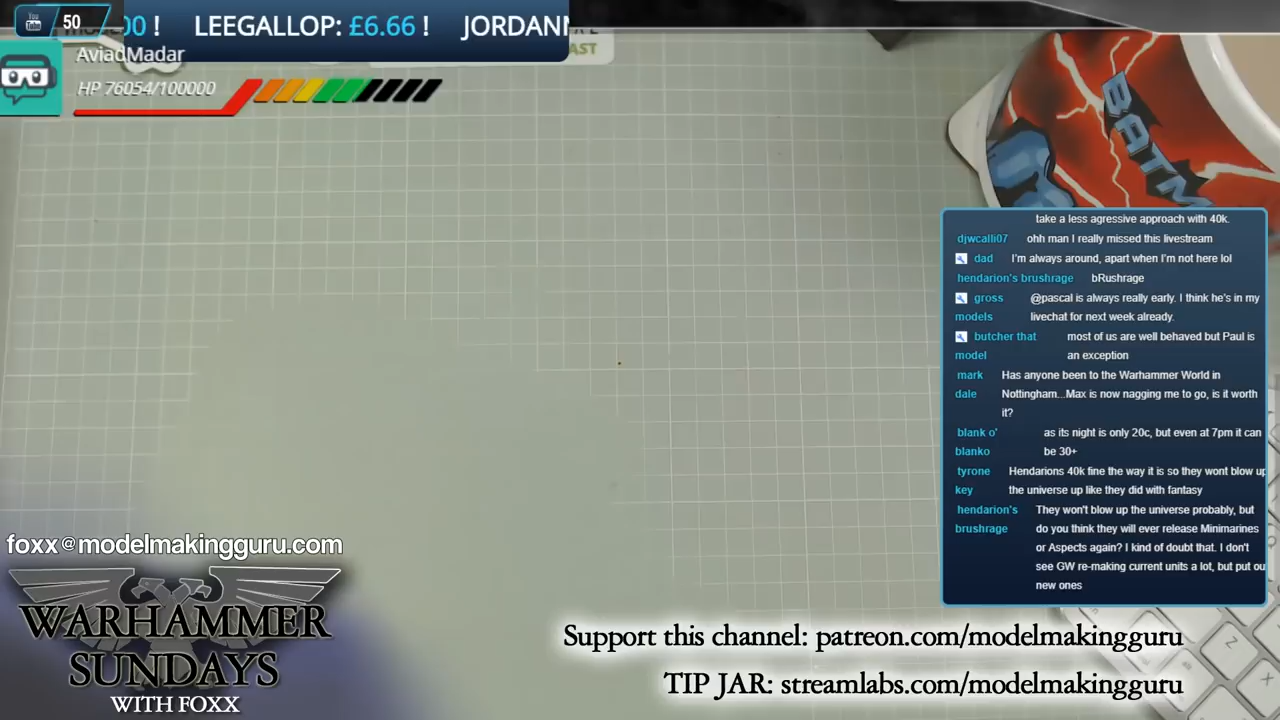 50
00 !
LEEGALLOP: £6.66 !
JORDANN
AST
AviadMadar
HP 76054/100000
BATM
take a less agressive approach with 40k.
djwcalli07 ohh man I really missed this livestream
dad I'm always around, apart when I'm not here lol
hendarion's brushrage bRushrage
gross @pascal is always really early. I think he's in my
models livechat for next week already.
butcher that most of us are well behaved but Paul is
model an exception
mark Has anyone been to the Warhammer World in
dale Nottingham...Max is now nagging me to go, is it worth
it?
blank o' as its night is only 20c, but even at 7pm it can
blanko be 30+
tyrone Hendarions 40k fine the way it is so they wont blow up
key the universe up like they did with fantasy
hendarion's They won't blow up the universe probably, but
brushrage do you think they will ever release Minimarines
or Aspects again? I kind of doubt that. I don't
see GW re-making current units a lot, but put ou
new ones
foxx@modelmakingguru.com
WARHAMMER
SUNDAYS
WITH FOXX
Support this channel: patreon.com/modelmakingguru
TIP JAR: streamlabs.com/modelmakingguru
Z
X